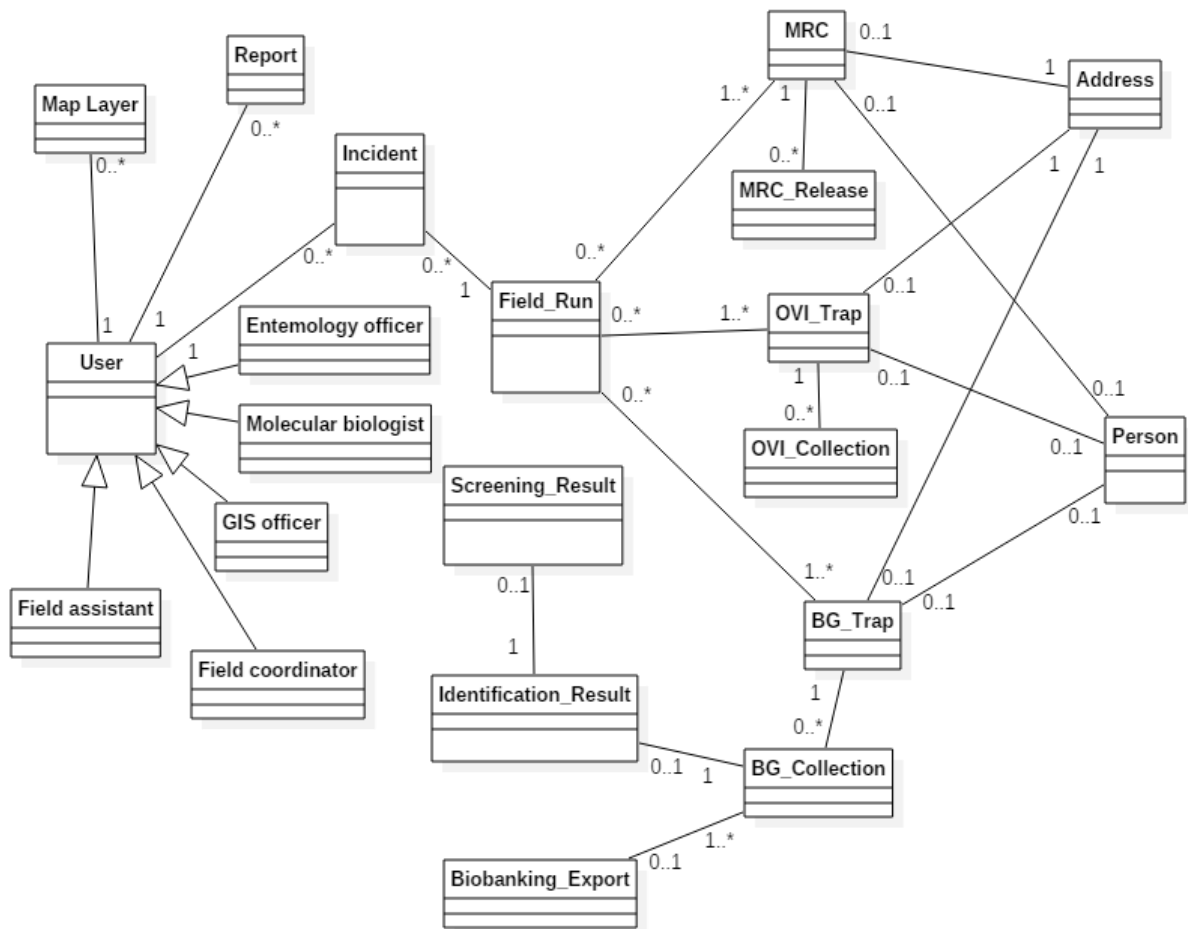 MRC
0..1
Report
1
Address
Map Layer
1..*
1
0..1
0..*
Incident
0..*
0..*
MRC_Release
1
1
0..*
0..*
0..*
1
Field_Run
0..1
OVI_Trap
0..*
1..*
1
1
Entemology officer
User
1
1
0..1
0..*
0..1
Molecular biologist
0..*
Person
OVI_Collection
0..1
Screening_Result
GIS officer
0..1
1..*
0..1
0..1
0..1
Field assistant
BG_Trap
1
Field coordinator
Identification_Result
1
0..*
0..1
1
BG_Collection
1..*
0..1
Biobanking_Export